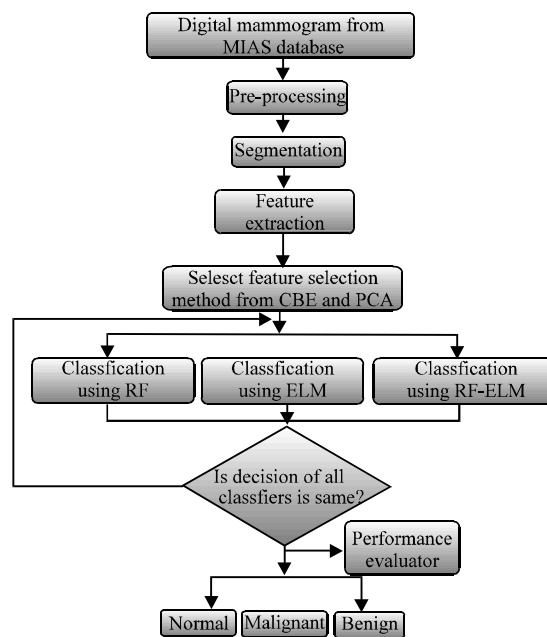 Digital mammogram from
MIAS database
Pre-processing
Segmentation
Feature
extraction
Selesct feature selection
method from CBE and PCA
Classfication
using RF
Classfication
using ELM
Classfication
using RF-ELM
Is decision of all
classfiers is same?
Performance
evaluator
Normal
Malignant
Benign